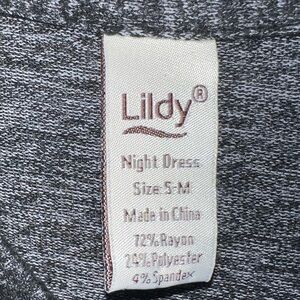 Lildy®
Night Dress
Size: S-M
Made in China
72%Rayon
24%Polyester
4%Spandex